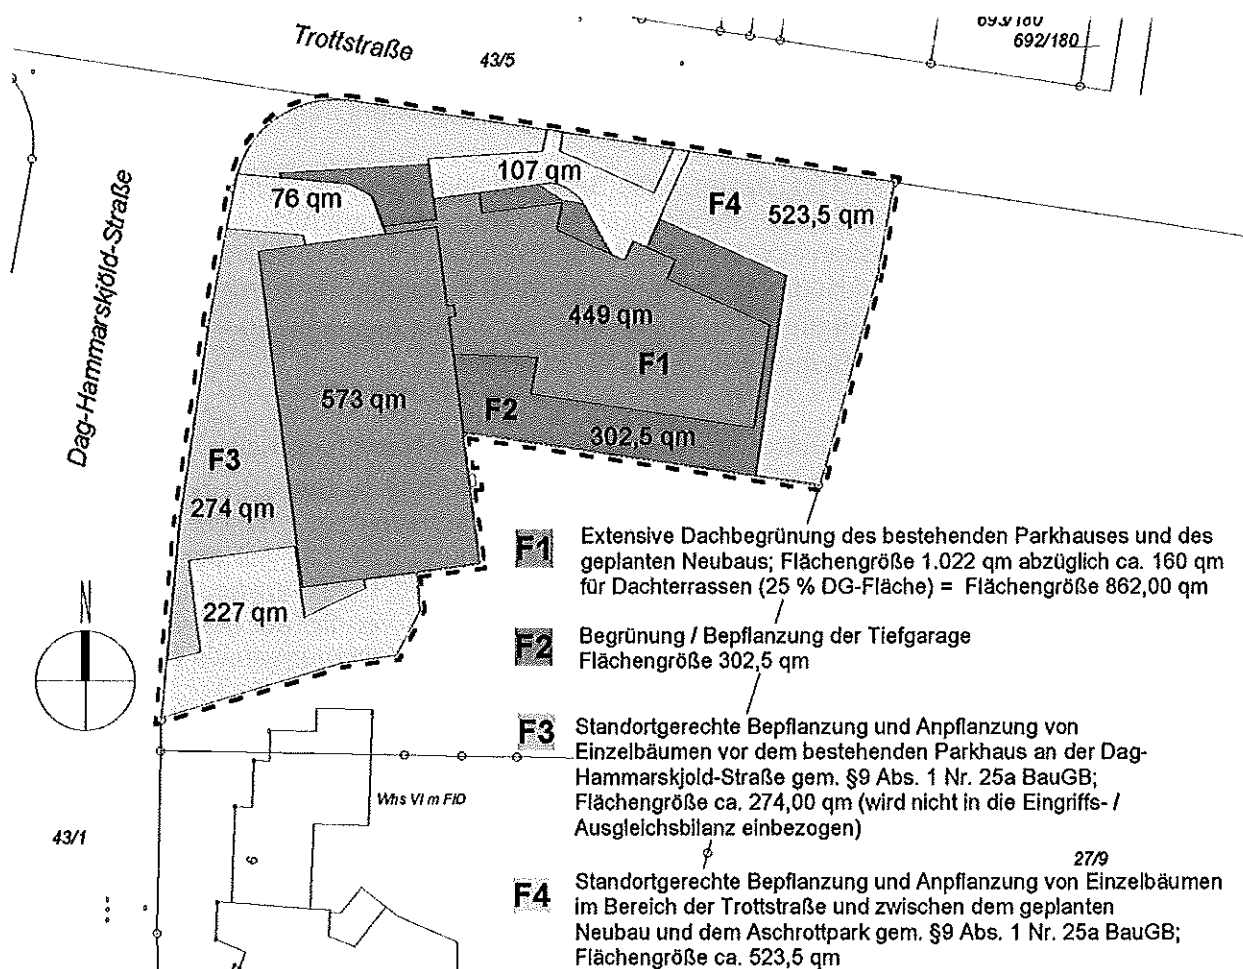 693/180
692/180
Trottstraße
43/5
Dag-Hammarskjöld-Straße
107 qm
76 qm
F4
523,5 qm
449 qm
F1
573 qm
F2
302,5 qm
F3
274 qm
227 qm
N
F1 Extensive Dachbegrünung des bestehenden Parkhauses und des
geplanten Neubaus; Flächengröße 1.022 qm abzüglich ca. 160 qm
für Dachterrassen (25 % DG-Fläche) = Flächengröße 862,00 qm
F2 Begrünung / Bepflanzung der Tiefgarage
Flächengröße 302,5 qm
F3 Standortgerechte Bepflanzung und Anpflanzung von
Einzelbäumen vor dem bestehenden Parkhaus an der Dag-
Hammarskjold-Straße gem. §9 Abs. 1 Nr. 25a BauGB;
Flächengröße ca. 274,00 qm (wird nicht in die Eingriffs- /
Ausgleichsbilanz einbezogen)
Whs VI m FlD
43/1
6
27/9
F4 Standortgerechte Bepflanzung und Anpflanzung von Einzelbäumen
im Bereich der Trottstraße und zwischen dem geplanten
Neubau und dem Aschrottpark gem. §9 Abs. 1 Nr. 25a BauGB;
Flächengröße ca. 523,5 qm